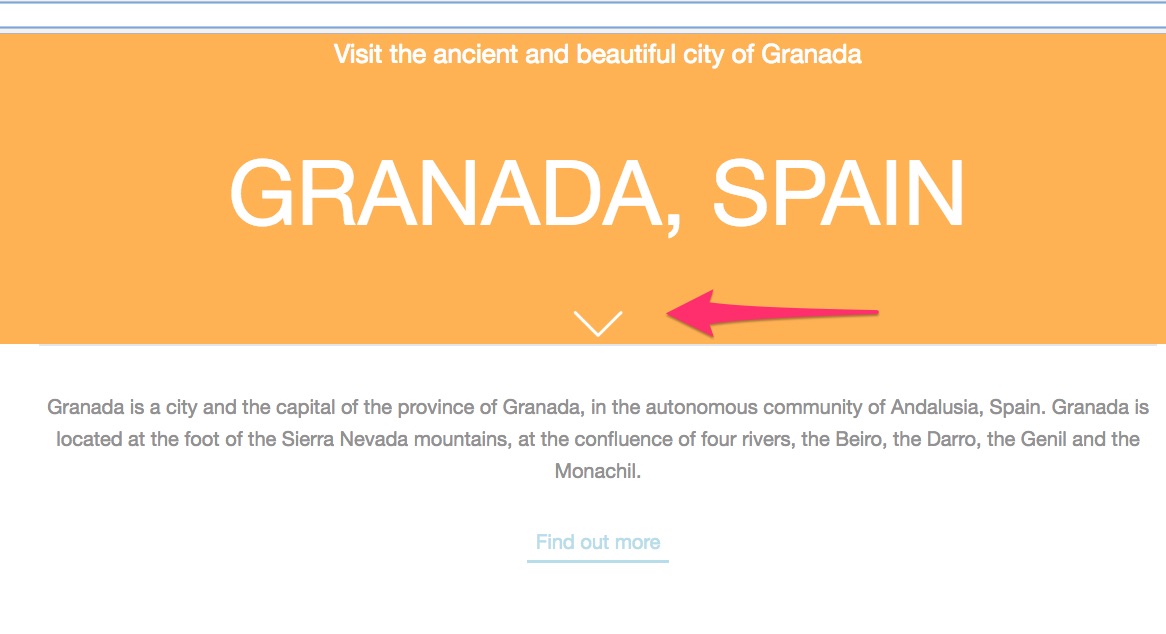 Visit the ancient and beautiful city of Granada
GRANADA, SPAIN
Granada is a city and the capital of the province of Granada, in the autonomous community of Andalusia, Spain. Granada is
located at the foot of the Sierra Nevada mountains, at the confluence of four rivers, the Beiro, the Darro, the Genil and the
Monachil.
Find out more